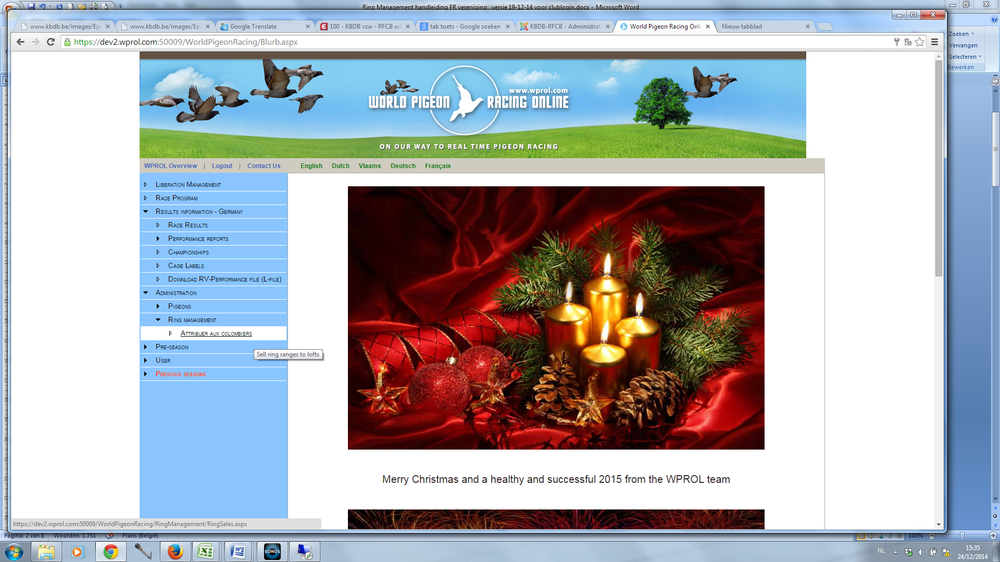 Ring Management handleiding FR vereniging versie 19-12-14 voor clublogin.docx - Microsoft Word
www.kbdb.be/images/Ep
www.kbdb.be/images/Ep
Google Translate
100 - KBDB vzw - RFCB as
tab toets - Google zoeken
KBDB-RFCB - Administrat
World Pigeon Racing Onli
Nieuw tabblad
https://dev2.wprol.com:50009/WorldPigeonRacing/Blurb.aspx
Zoeken
Vervangen
Selecteren
Bewerken
www.wprol.com
WORLD PIGEON RACING ONLINE
ON OUR WAY TO REAL TIME PIGEON RACING
WPROL Overview | Logout | Contact Us English Dutch Vlaams Deutsch Français
Liberation Management
Race Program
Results information - Germany
Race Results
Performance reports
Championships
Cage Labels
Download RV-Performance file (L-file)
Administration
Pigeons
Ring management
Attribuer aux colombiers
Pre-season
Sell ring ranges to lofts
User
Previous seasons
Merry Christmas and a healthy and successful 2015 from the WPROL team
https://dev2.wprol.com:50009/WorldPigeonRacing/RingManagement/RingSales.aspx
Pagina: 2 van 8 Woorden: 1.751 Frans (België) 100%
SONOS
NL
15:35
24/12/2014